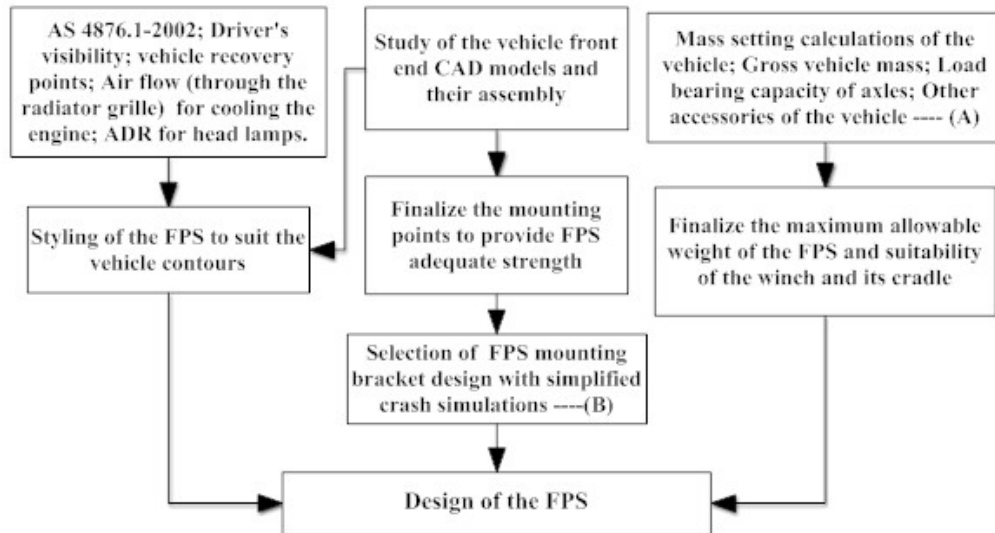 AS 4876.1-2002; Driver's
visibility; vehicle recovery
points; Air flow (through the
radiator grille) for cooling the
engine; ADR for head lamps.
Study of the vehicle front
end CAD models and
their assembly
Mass setting calculations of the
vehicle; Gross vehicle mass; Load
bearing capacity of axles; Other
accessories of the vehicle ---- (A)
Styling of the FPS to suit the
vehicle contours
Finalize the mounting
points to provide FPS
adequate strength
Finalize the maximum allowable
weight of the FPS and suitability
of the winch and its cradle
Selection of FPS mounting
bracket design with simplified
crash simulations ----(B)
Design of the FPS